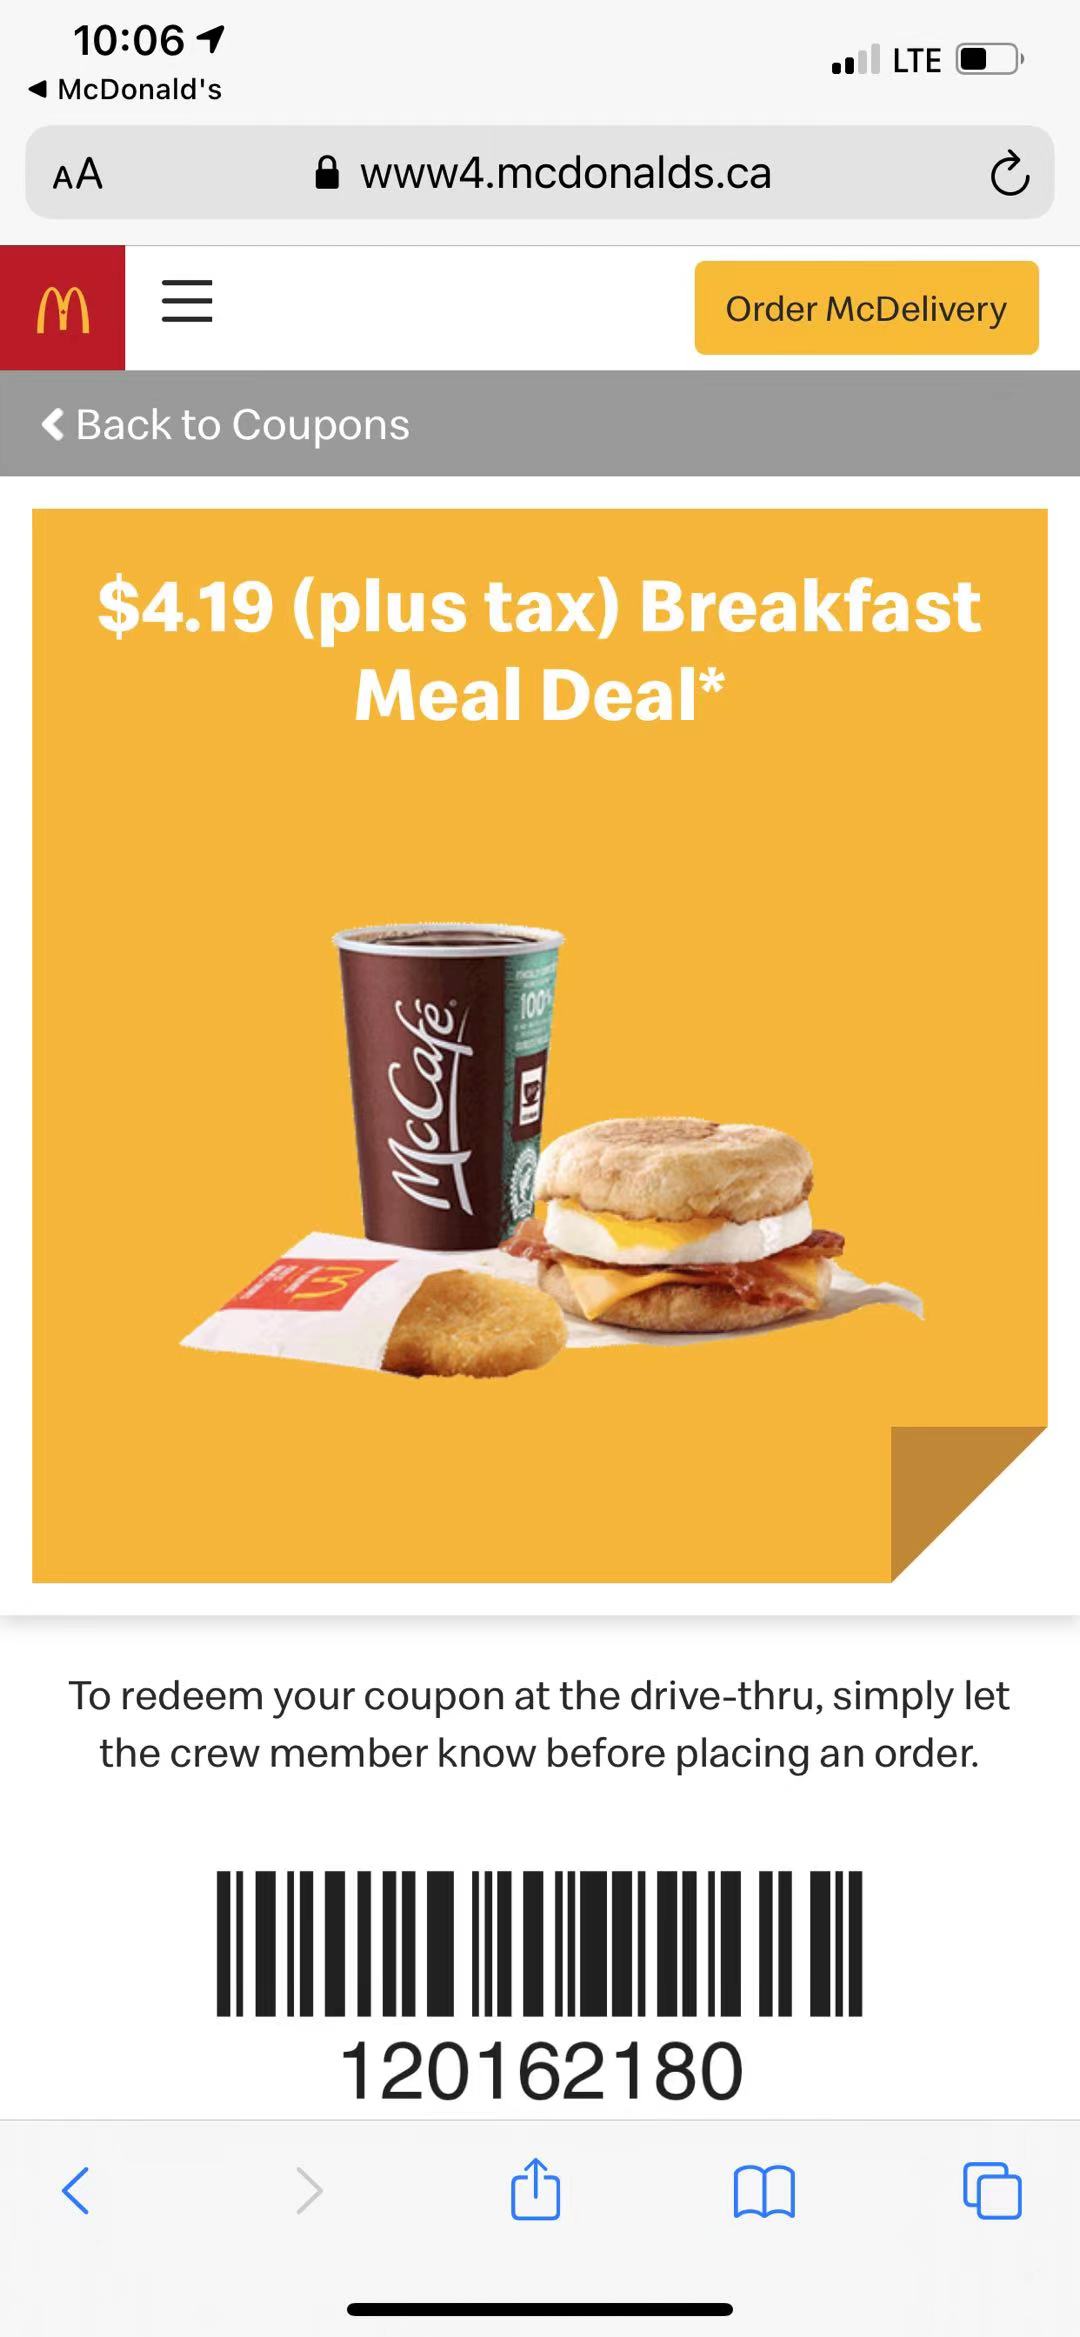 10:06
McDonald's
LTE
AA
www4.mcdonalds.ca
Order McDelivery
Back to Coupons
$4.19 (plus tax) Breakfast
Meal Deal*
McCafé
100%
To redeem your coupon at the drive-thru, simply let
the crew member know before placing an order.
120162180